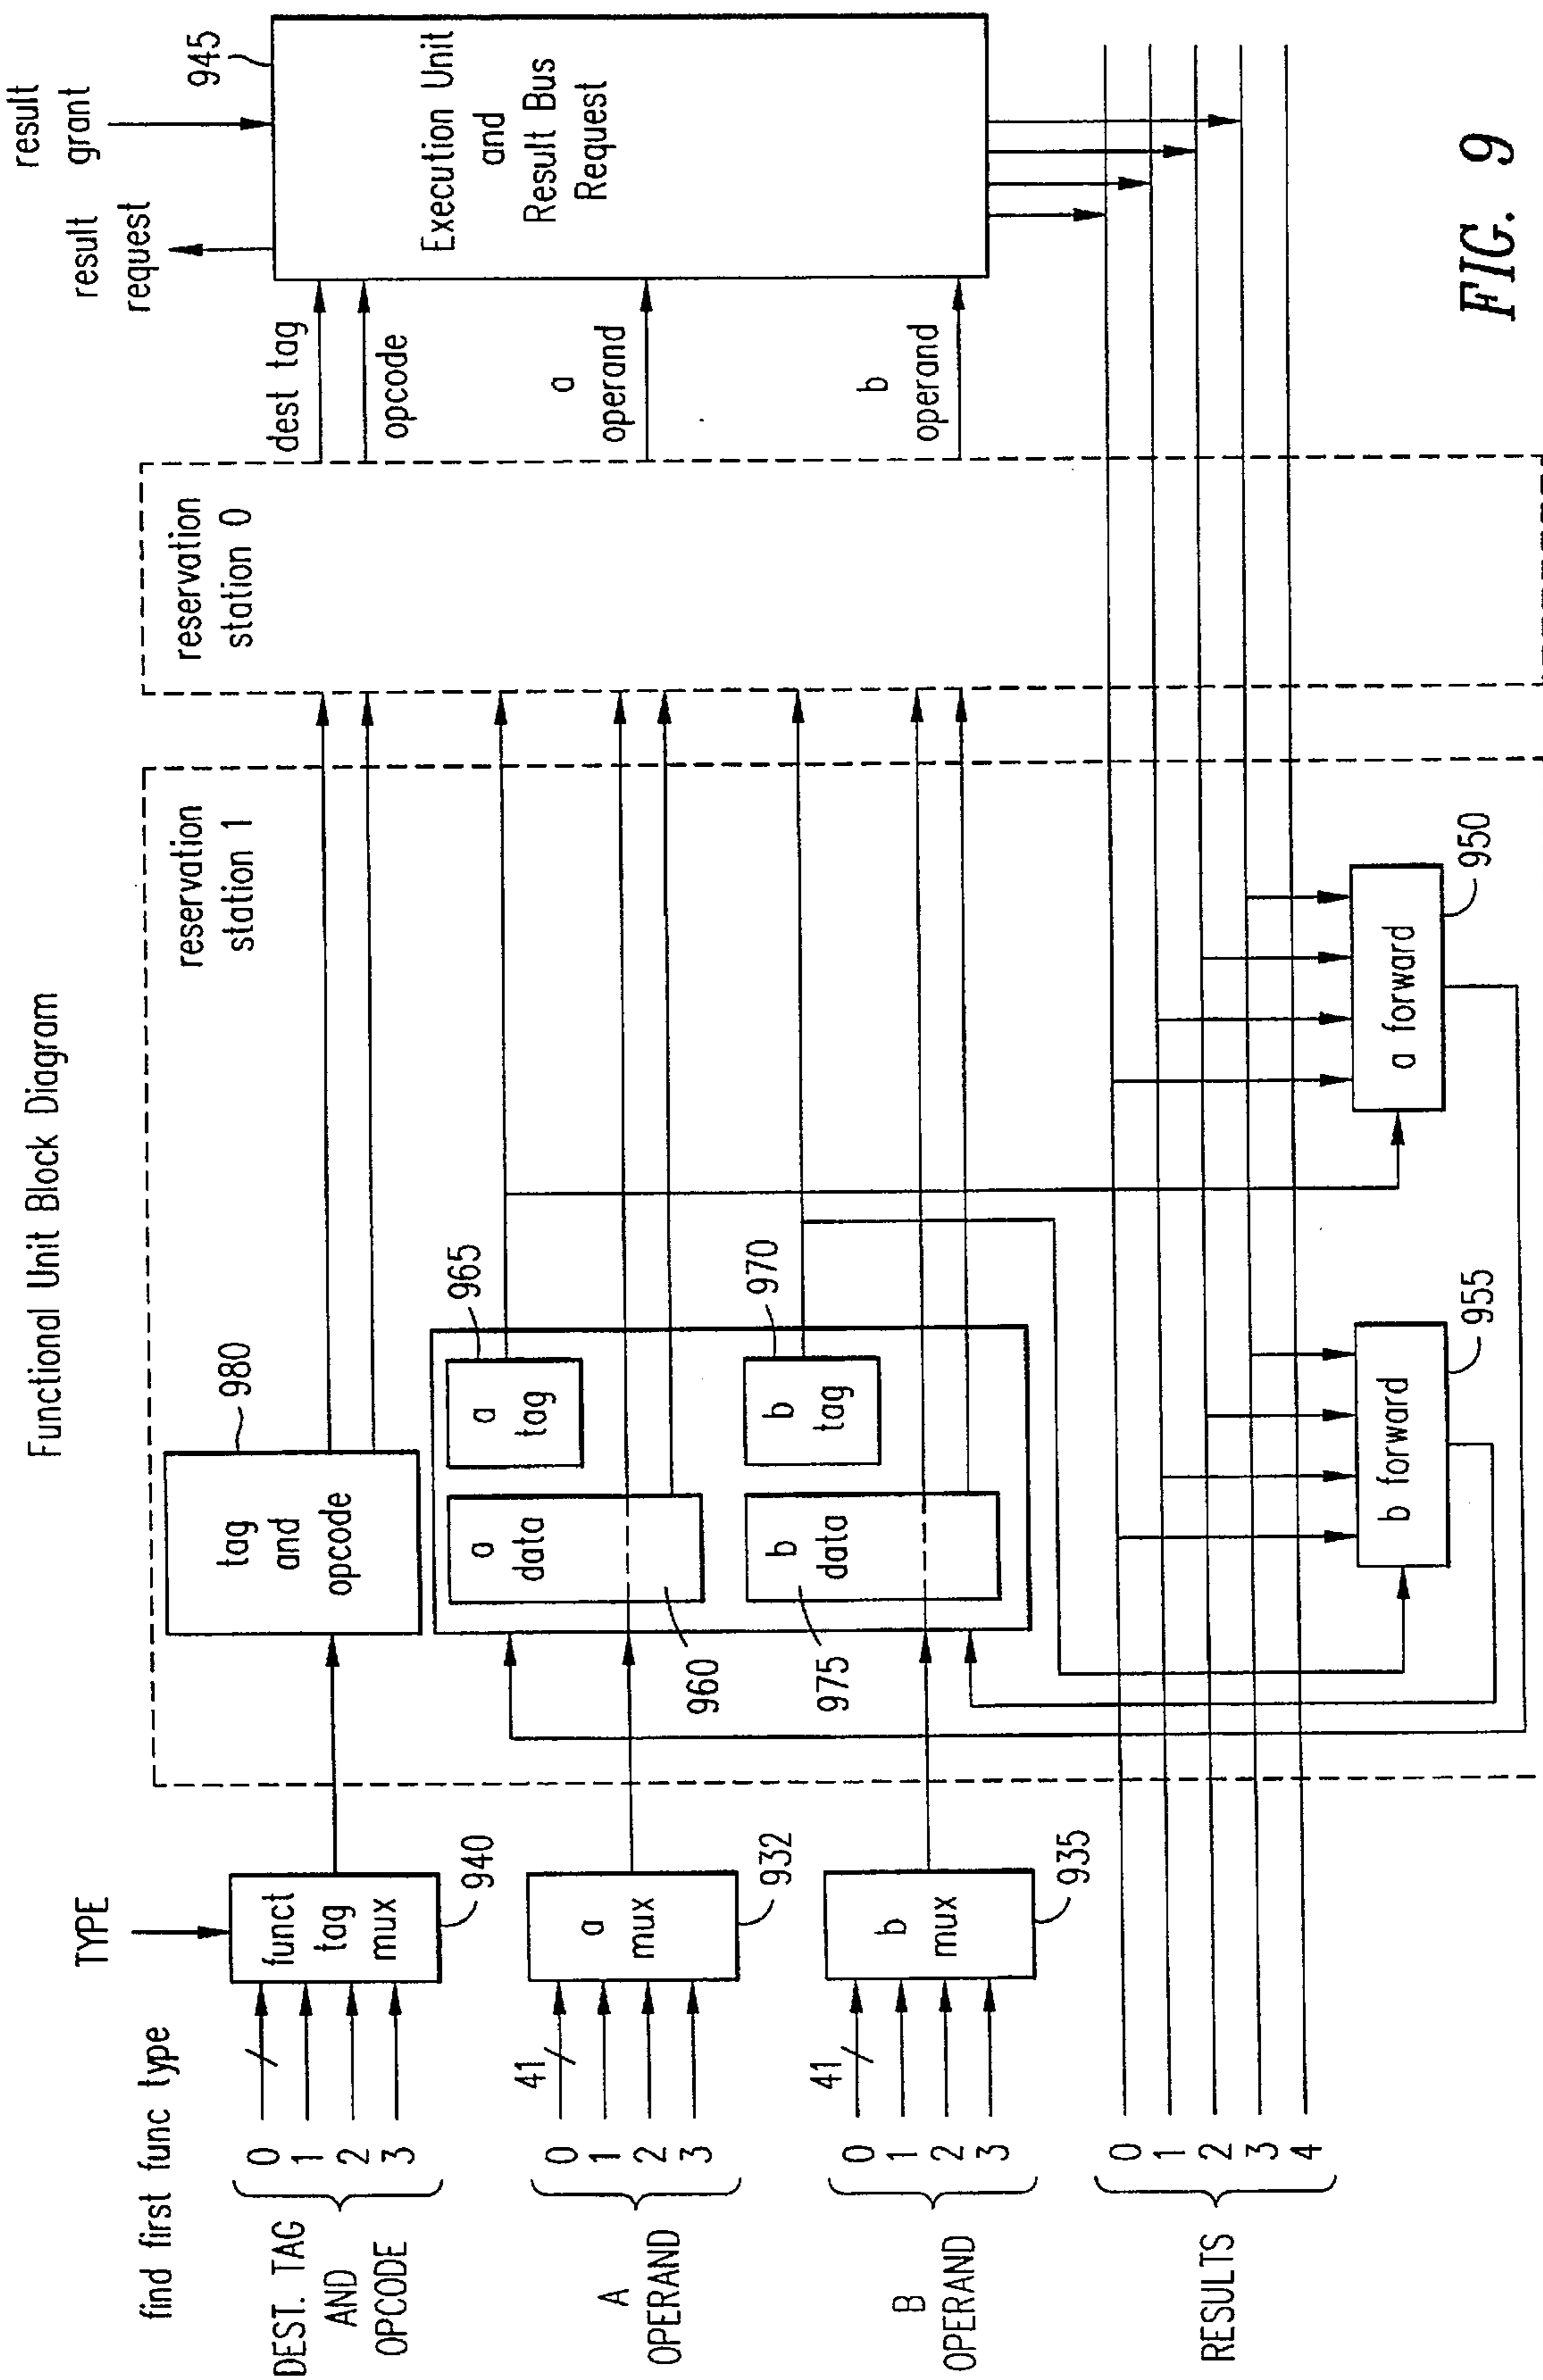 Functional Unit Block Diagram
find first func type
TYPE
DEST. TAG
AND
OPCODE
0
1
2
3
funct
tag
mux
940
A
OPERAND
41
0
1
2
3
a
mux
932
B
OPERAND
41
0
1
2
3
b
mux
935
RESULTS
0
1
2
3
4
reservation
station 1
tag
and
opcode
980
a
data
960
a
tag
965
b
data
975
b
tag
970
b forward
955
a forward
950
reservation
station 0
dest tag
opcode
a
operand
b
operand
result
request
result
grant
945
Execution Unit
and
Result Bus
Request
FIG. 9